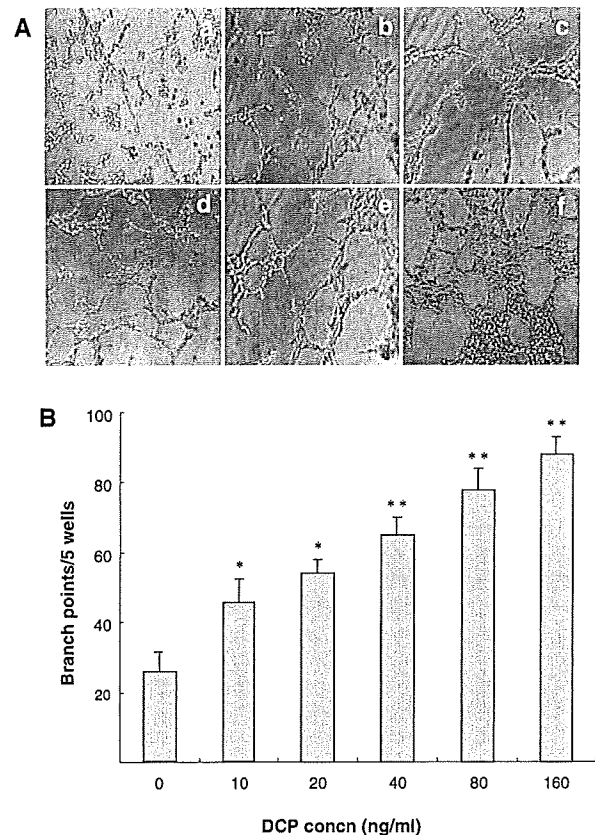 A
a
b
c
d
e
f
B
100
80
60
40
20
Branch points/5 wells
*
*
**
**
**
0 10 20 40 80 160
DCP concn (ng/ml)